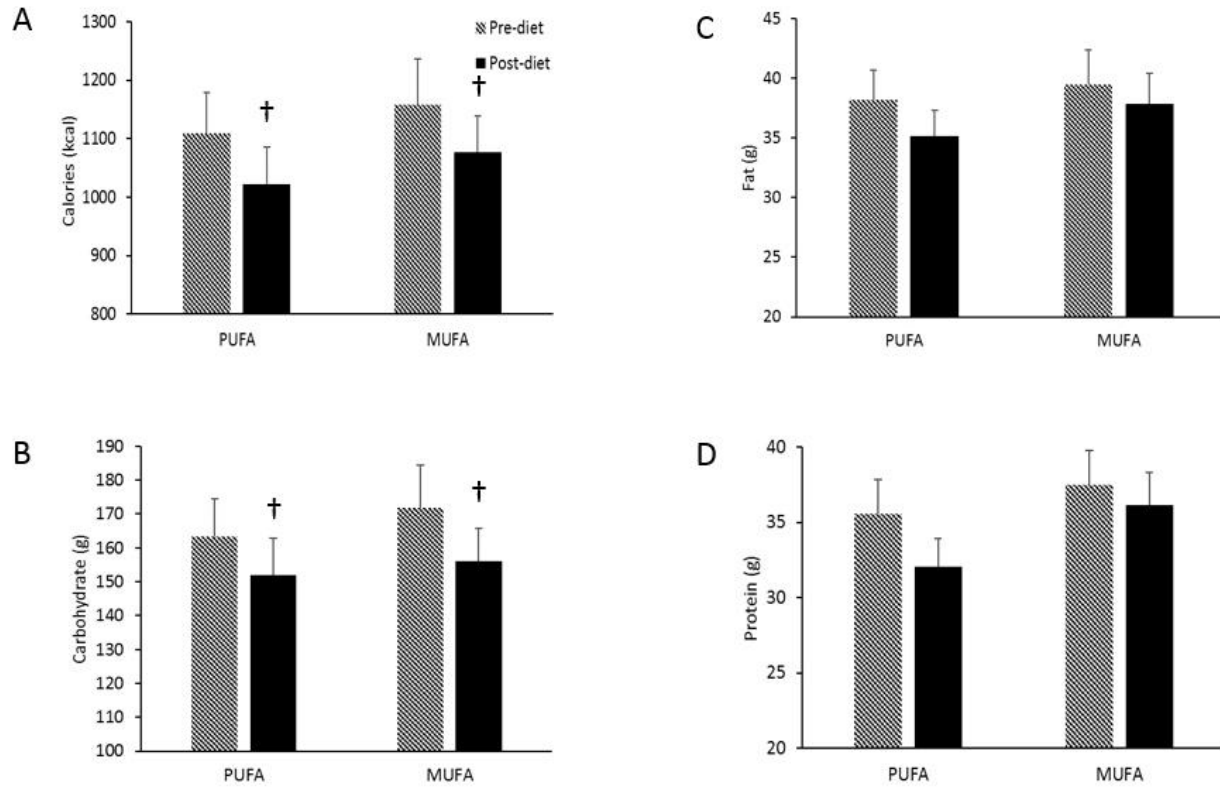 A
1300
1200
1100
1000
900
800
Calories (kcal)
Pre-diet
Post-diet
†
†
PUFA
MUFA
C
45
40
35
30
25
20
Fat (g)
PUFA
MUFA
B
190
180
170
160
150
140
130
120
110
100
Carbohydrate (g)
†
†
PUFA
MUFA
D
40
35
30
25
20
Protein (g)
PUFA
MUFA